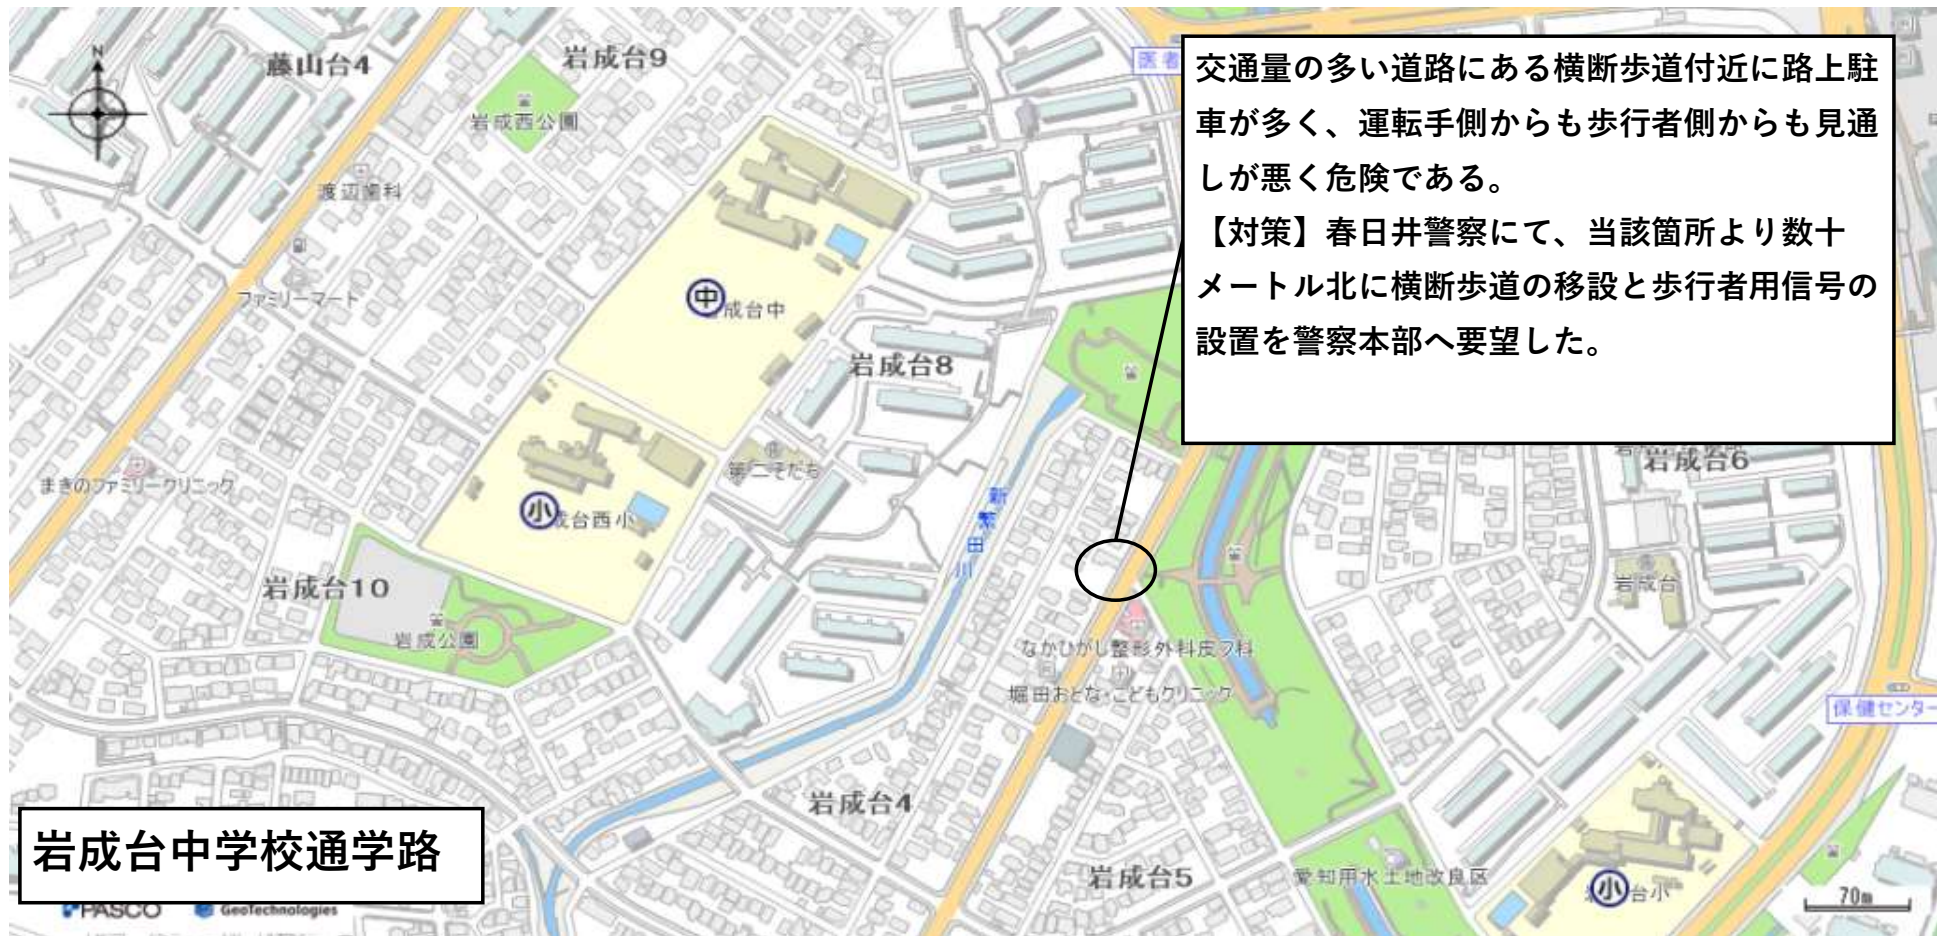 藤山台4
岩成台9
岩成西公園
渡辺歯科
ファミリーマート
中
成台中
岩成台8
第二そだち
まきのファミリークリニック
小
成台西小
岩成台10
岩成公園
新繁田川
交通量の多い道路にある横断歩道付近に路上駐
車が多く、運転手側からも歩行者側からも見通
しが悪く危険である。
【対策】春日井警察にて、当該箇所より数十
メートル北に横断歩道の移設と歩行者用信号の
設置を警察本部へ要望した。
岩成台6
岩成台
なかひがし整形外科皮フ科
堀田おとな・こどもクリニック
保健センター
岩成台4
岩成台5
愛知用水土地改良区
小
台小
70m
岩成台中学校通学路
PASCO
GeoTechnologies
N